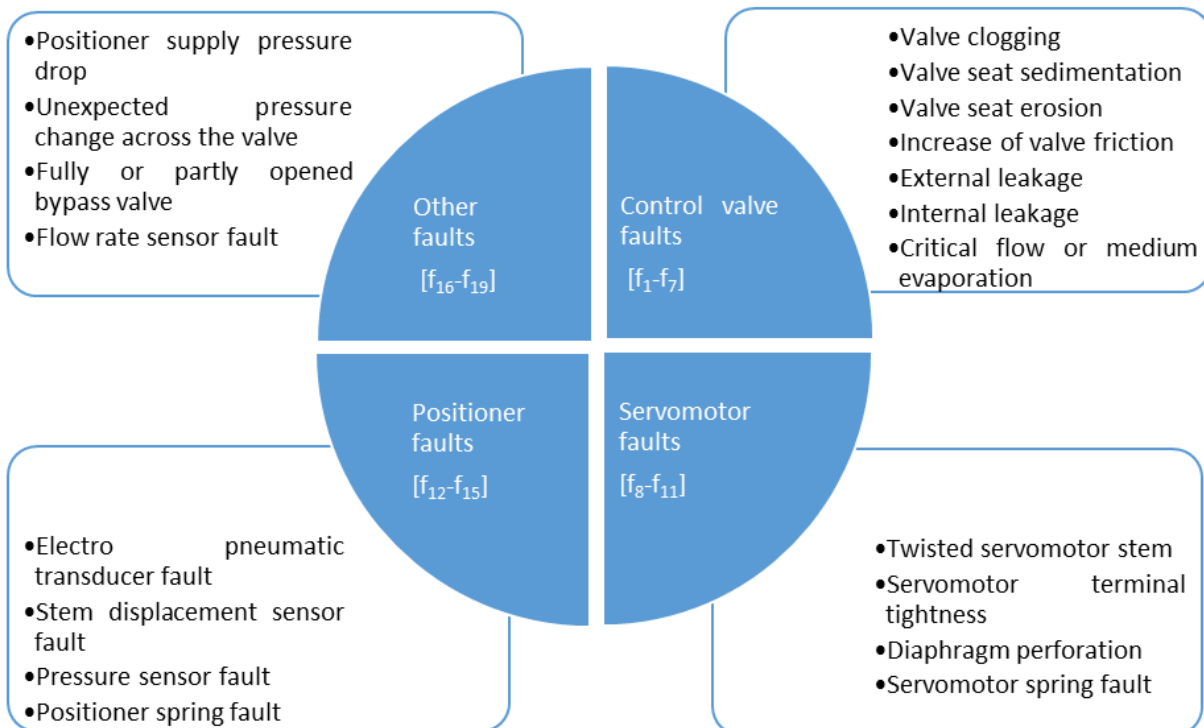 •Positioner supply pressure
drop
•Unexpected pressure
change across the valve
•Fully or partly opened
bypass valve
•Flow rate sensor fault
Other
faults
[f16-f19]
Control valve
faults
[f1-f7]
•Valve clogging
•Valve seat sedimentation
•Valve seat erosion
•Increase of valve friction
•External leakage
•Internal leakage
•Critical flow or medium
evaporation
Positioner
faults
[f12-f15]
Servomotor
faults
[f8-f11]
•Electro pneumatic
transducer fault
•Stem displacement sensor
fault
•Pressure sensor fault
•Positioner spring fault
•Twisted servomotor stem
•Servomotor terminal
tightness
•Diaphragm perforation
•Servomotor spring fault